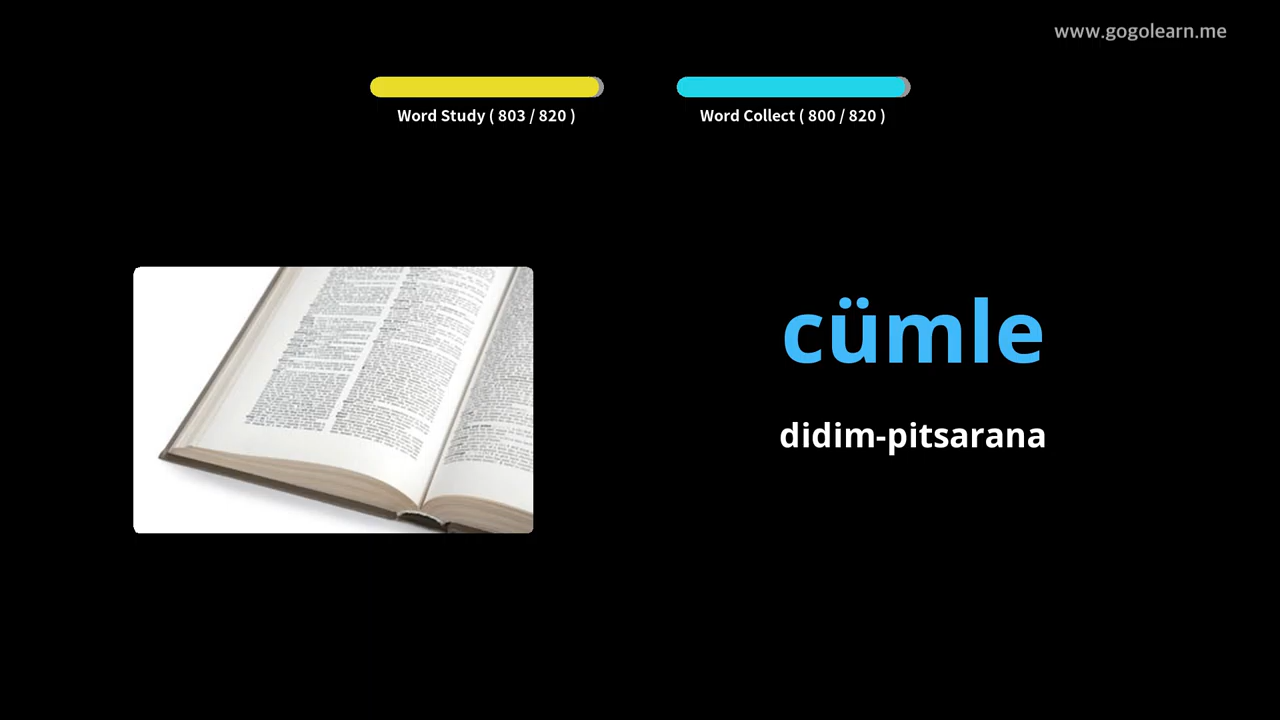 www.gogolearn.me
Word Study ( 803 / 820 )
Word Collect ( 800 / 820 )
cümle
didim-pitsarana